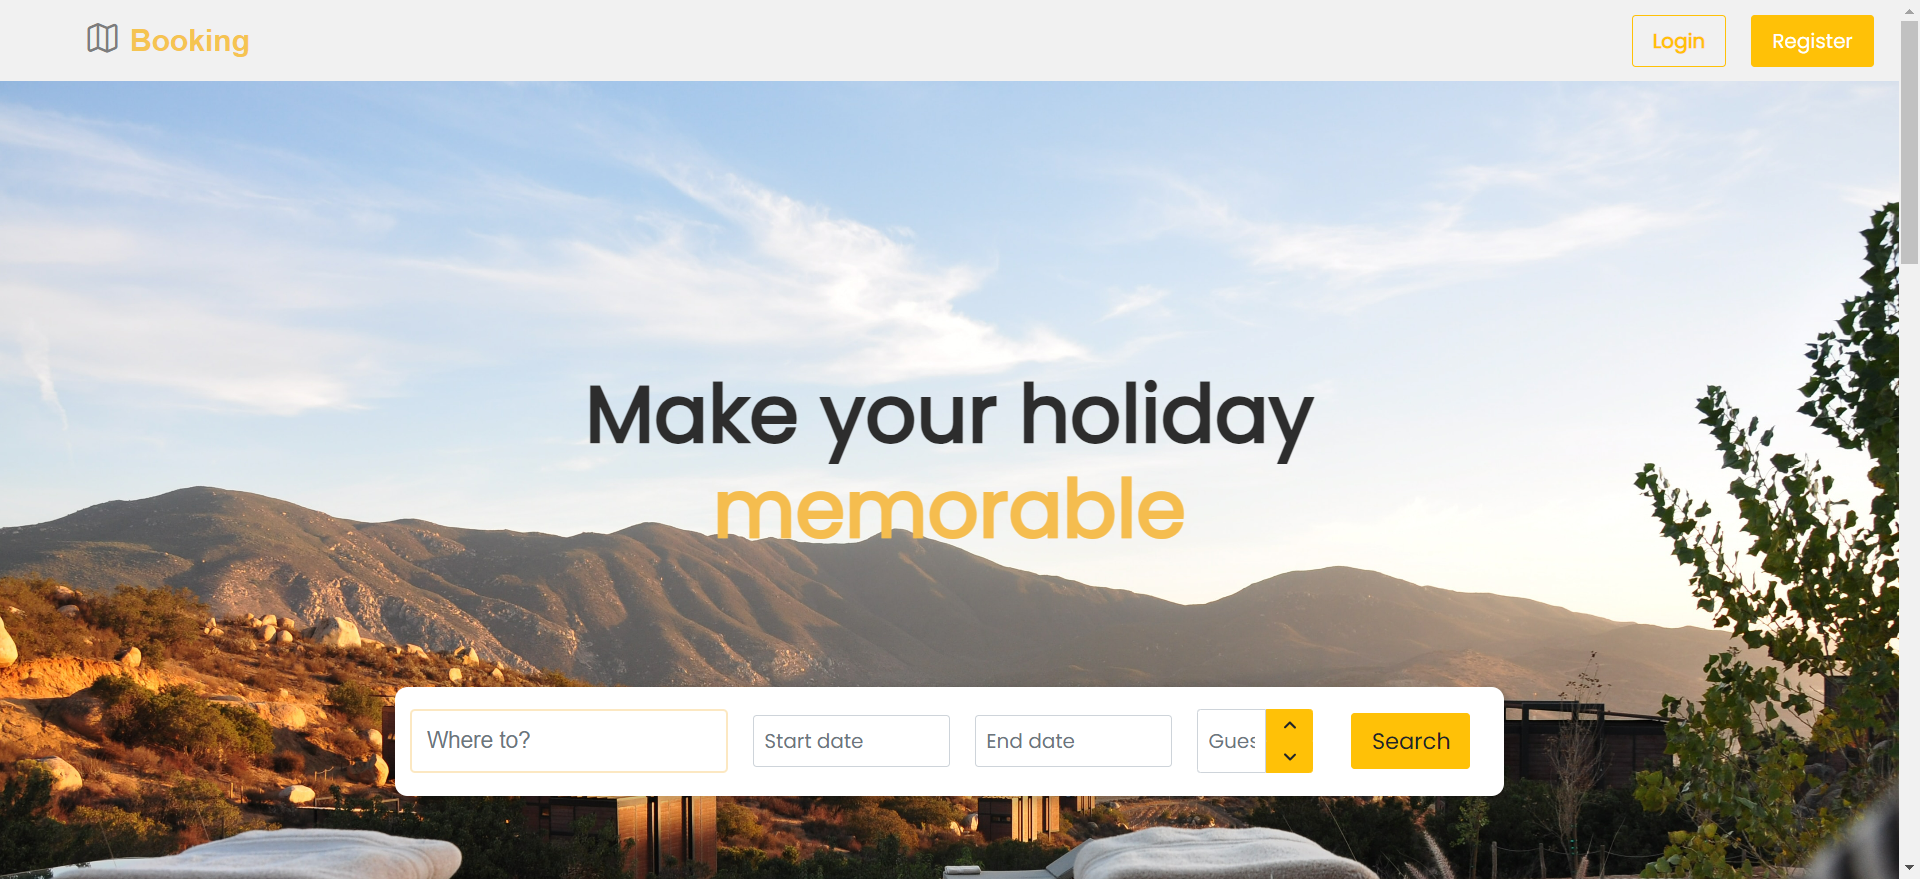 Booking
Login
Register
Make your holiday
memorable
Where to?
Start date
End date
Gues
Search